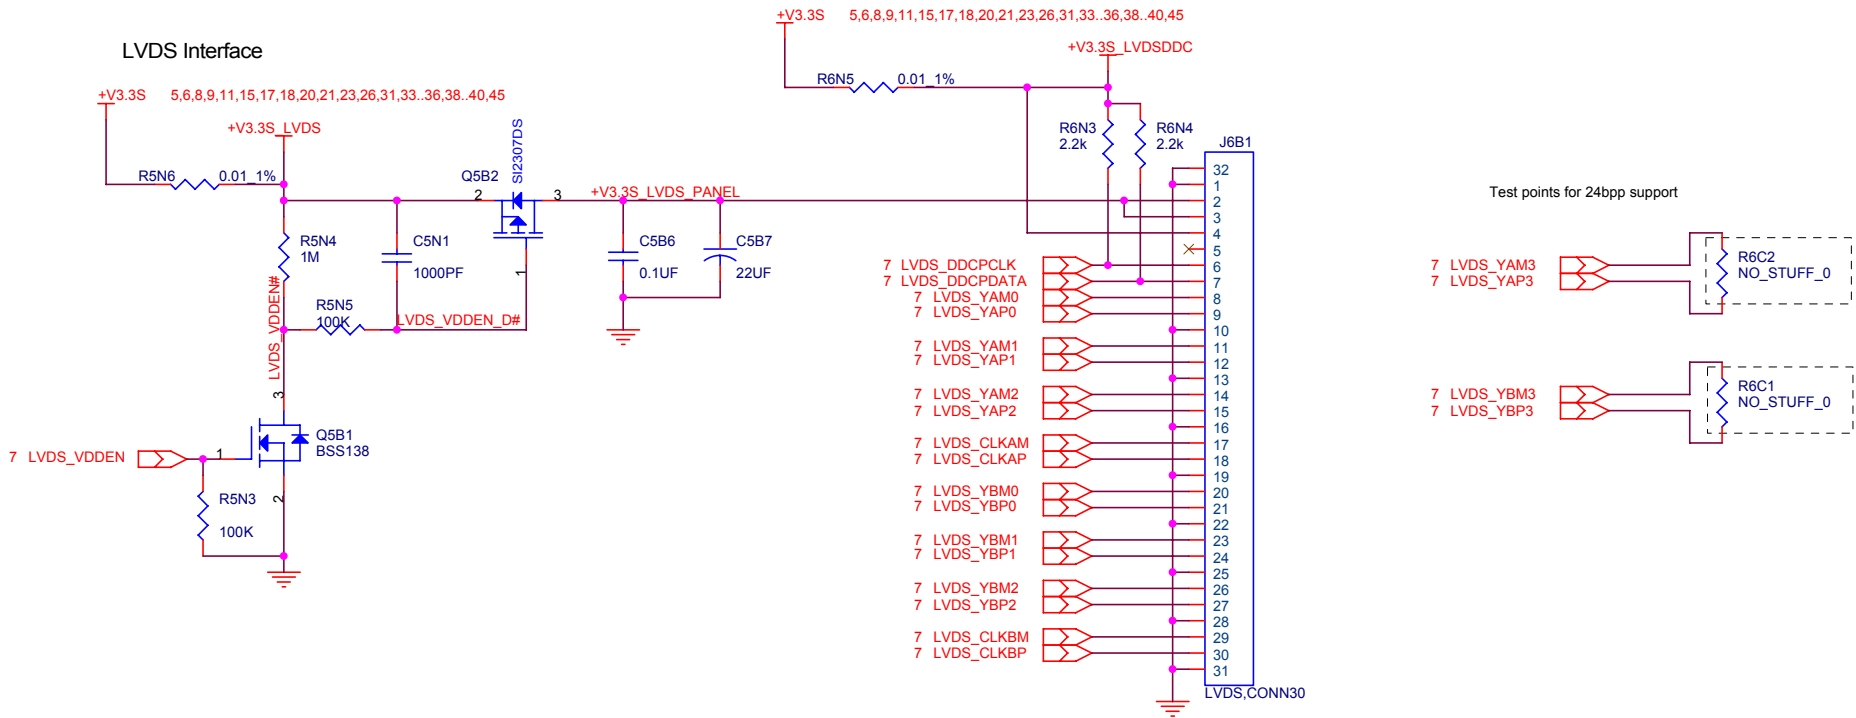 LVDS Interface
+V3.3S 5,6,8,9,11,15,17,18,20,21,23,26,31,33..36,38..40,45
+V3.3S_LVDS
R5N6 0.01_1%
R5N4
1M
C5N1
1000PF
Q5B2
SI2307DS
2
3
1
+V3.3S_LVDS_PANEL
C5B6
0.1UF
C5B7
22UF
R5N5
100K
LVDS_VDDEN_D#
LVDS_VDDEN#
3
Q5B1
BSS138
1
2
7 LVDS_VDDEN
R5N3
100K
+V3.3S 5,6,8,9,11,15,17,18,20,21,23,26,31,33..36,38..40,45
+V3.3S_LVDSDDC
R6N5 0.01_1%
R6N3
2.2k
R6N4
2.2k
J6B1
32
1
2
3
4
5
7 LVDS_DDCPCLK 6
7 LVDS_DDCPDATA 7
7 LVDS_YAM0 8
7 LVDS_YAP0 9
10
7 LVDS_YAM1 11
7 LVDS_YAP1 12
13
7 LVDS_YAM2 14
7 LVDS_YAP2 15
16
7 LVDS_CLKAM 17
7 LVDS_CLKAP 18
19
7 LVDS_YBM0 20
7 LVDS_YBP0 21
22
7 LVDS_YBM1 23
7 LVDS_YBP1 24
25
7 LVDS_YBM2 26
7 LVDS_YBP2 27
28
7 LVDS_CLKBM 29
7 LVDS_CLKBP 30
31
LVDS,CONN30
Test points for 24bpp support
7 LVDS_YAM3
7 LVDS_YAP3
R6C2
NO_STUFF_0
7 LVDS_YBM3
7 LVDS_YBP3
R6C1
NO_STUFF_0